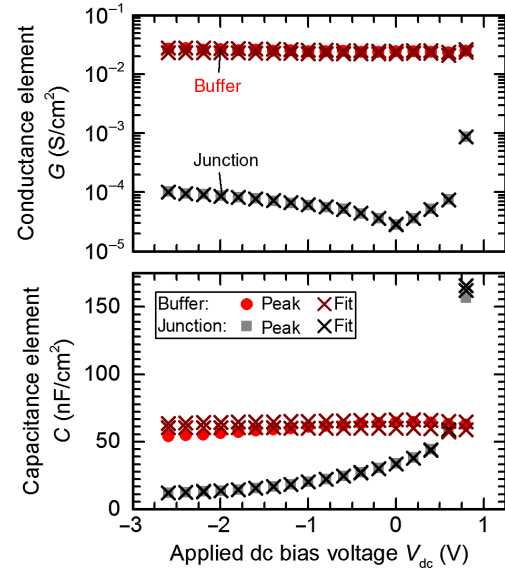 10⁻¹
10⁻²
10⁻³
10⁻⁴
10⁻⁵
Conductance element
G (S/cm²)
Buffer
Junction
150
100
50
0
Capacitance element
C (nF/cm²)
Buffer: Peak Fit
Junction: Peak Fit
−3 −2 −1 0 1
Applied dc bias voltage V_dc (V)